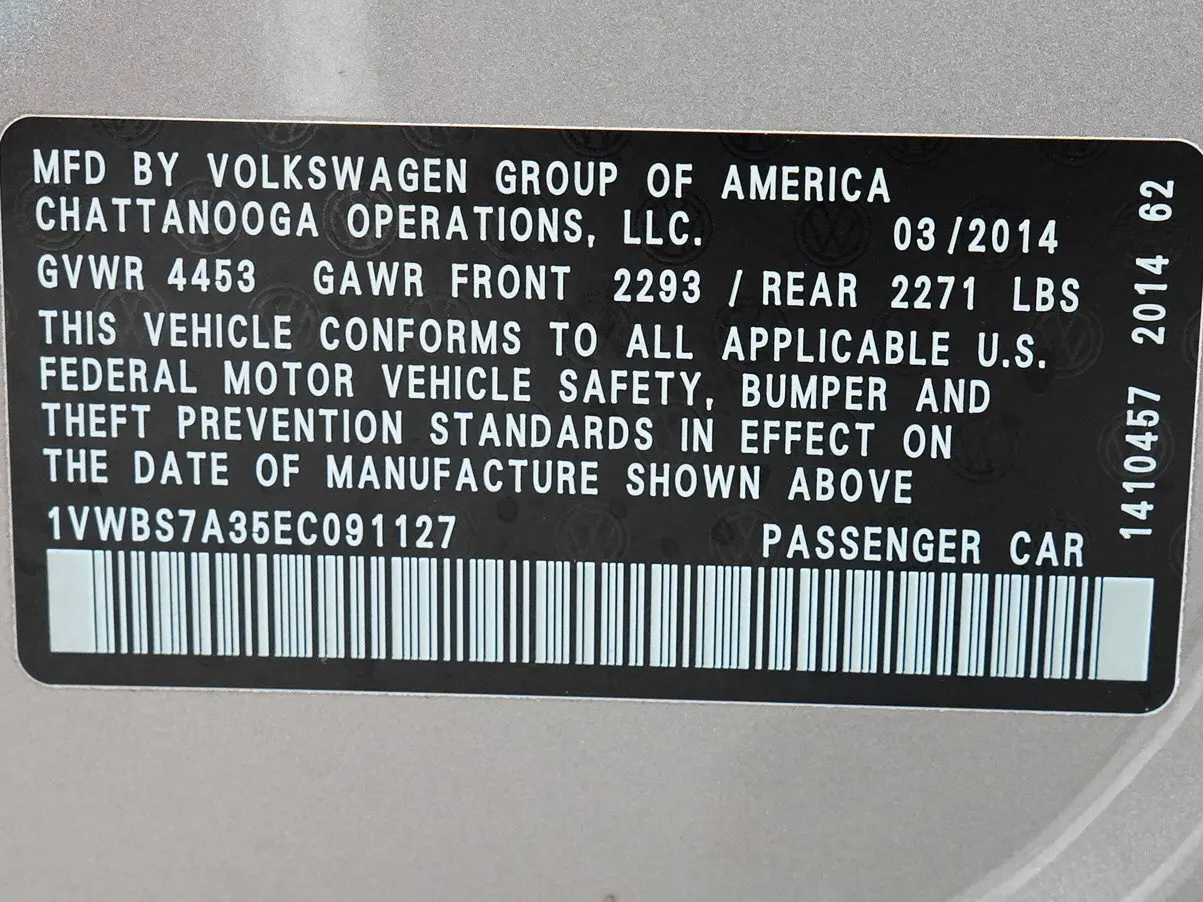 MFD BY VOLKSWAGEN GROUP OF AMERICA
CHATTANOOGA OPERATIONS, LLC. 03/2014
GVWR 4453 GAWR FRONT 2293 / REAR 2271 LBS
THIS VEHICLE CONFORMS TO ALL APPLICABLE U.S.
FEDERAL MOTOR VEHICLE SAFETY, BUMPER AND
THEFT PREVENTION STANDARDS IN EFFECT ON
THE DATE OF MANUFACTURE SHOWN ABOVE
1VWBS7A35EC091127 PASSENGER CAR
1410457 2014 62